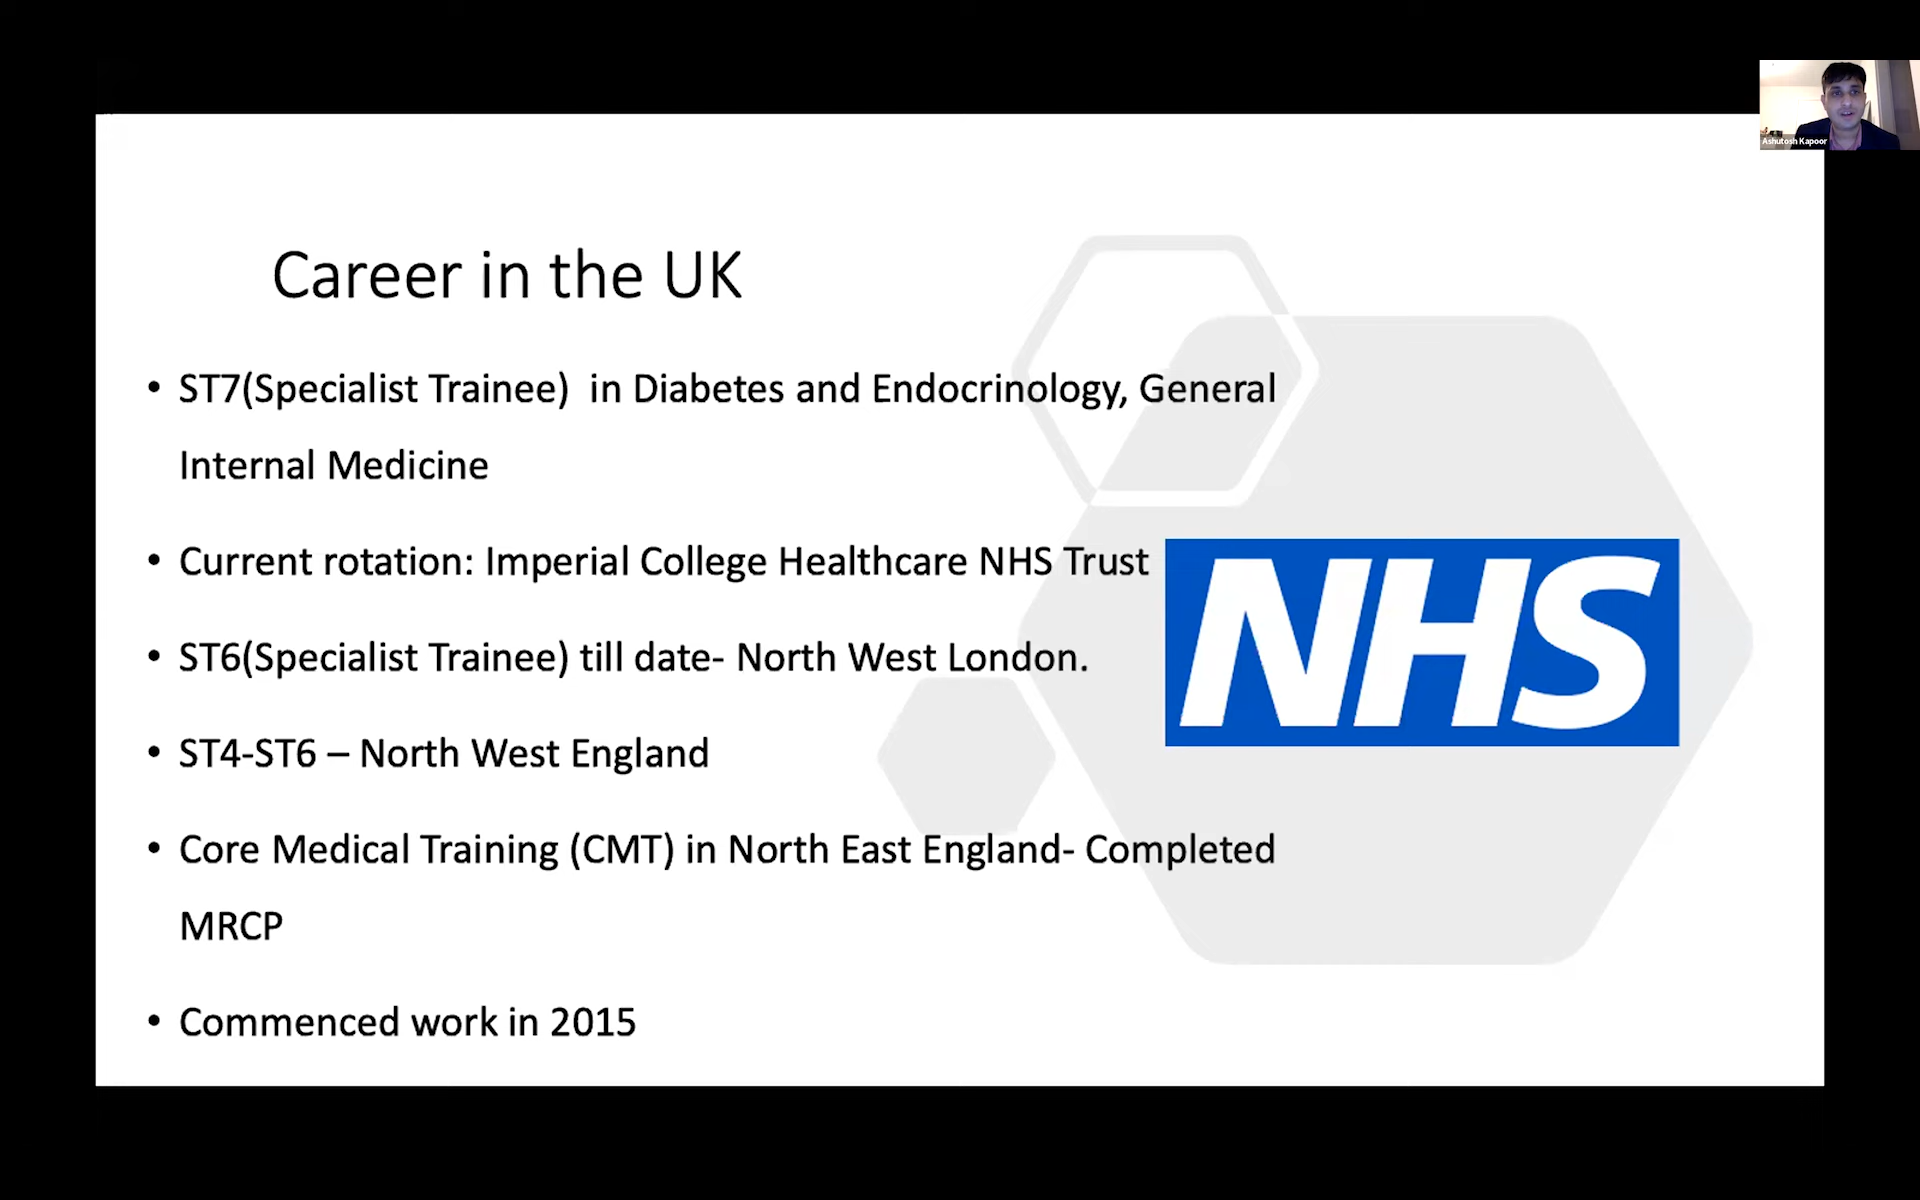 Ashutosh Kapoor
Career in the UK
• ST7(Specialist Trainee)  in Diabetes and Endocrinology, General
Internal Medicine
• Current rotation: Imperial College Healthcare NHS Trust
• ST6(Specialist Trainee) till date- North West London.
• ST4-ST6 – North West England
• Core Medical Training (CMT) in North East England- Completed
MRCP
• Commenced work in 2015
NHS